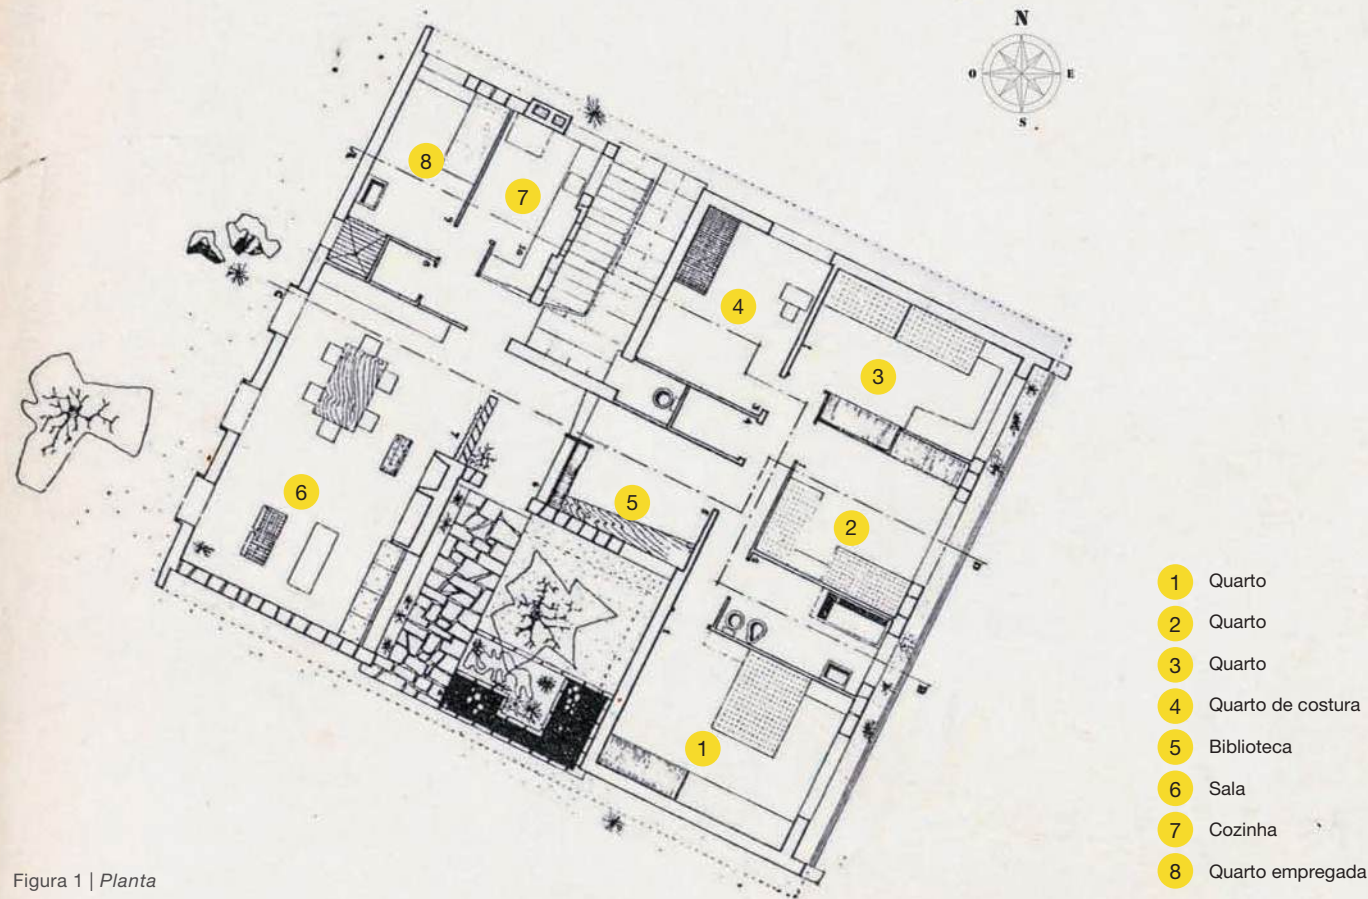 N
O
E
S
8
7
4
3
6
5
2
1
1 Quarto
2 Quarto
3 Quarto
4 Quarto de costura
5 Biblioteca
6 Sala
7 Cozinha
8 Quarto empregada
Figura 1 | Planta